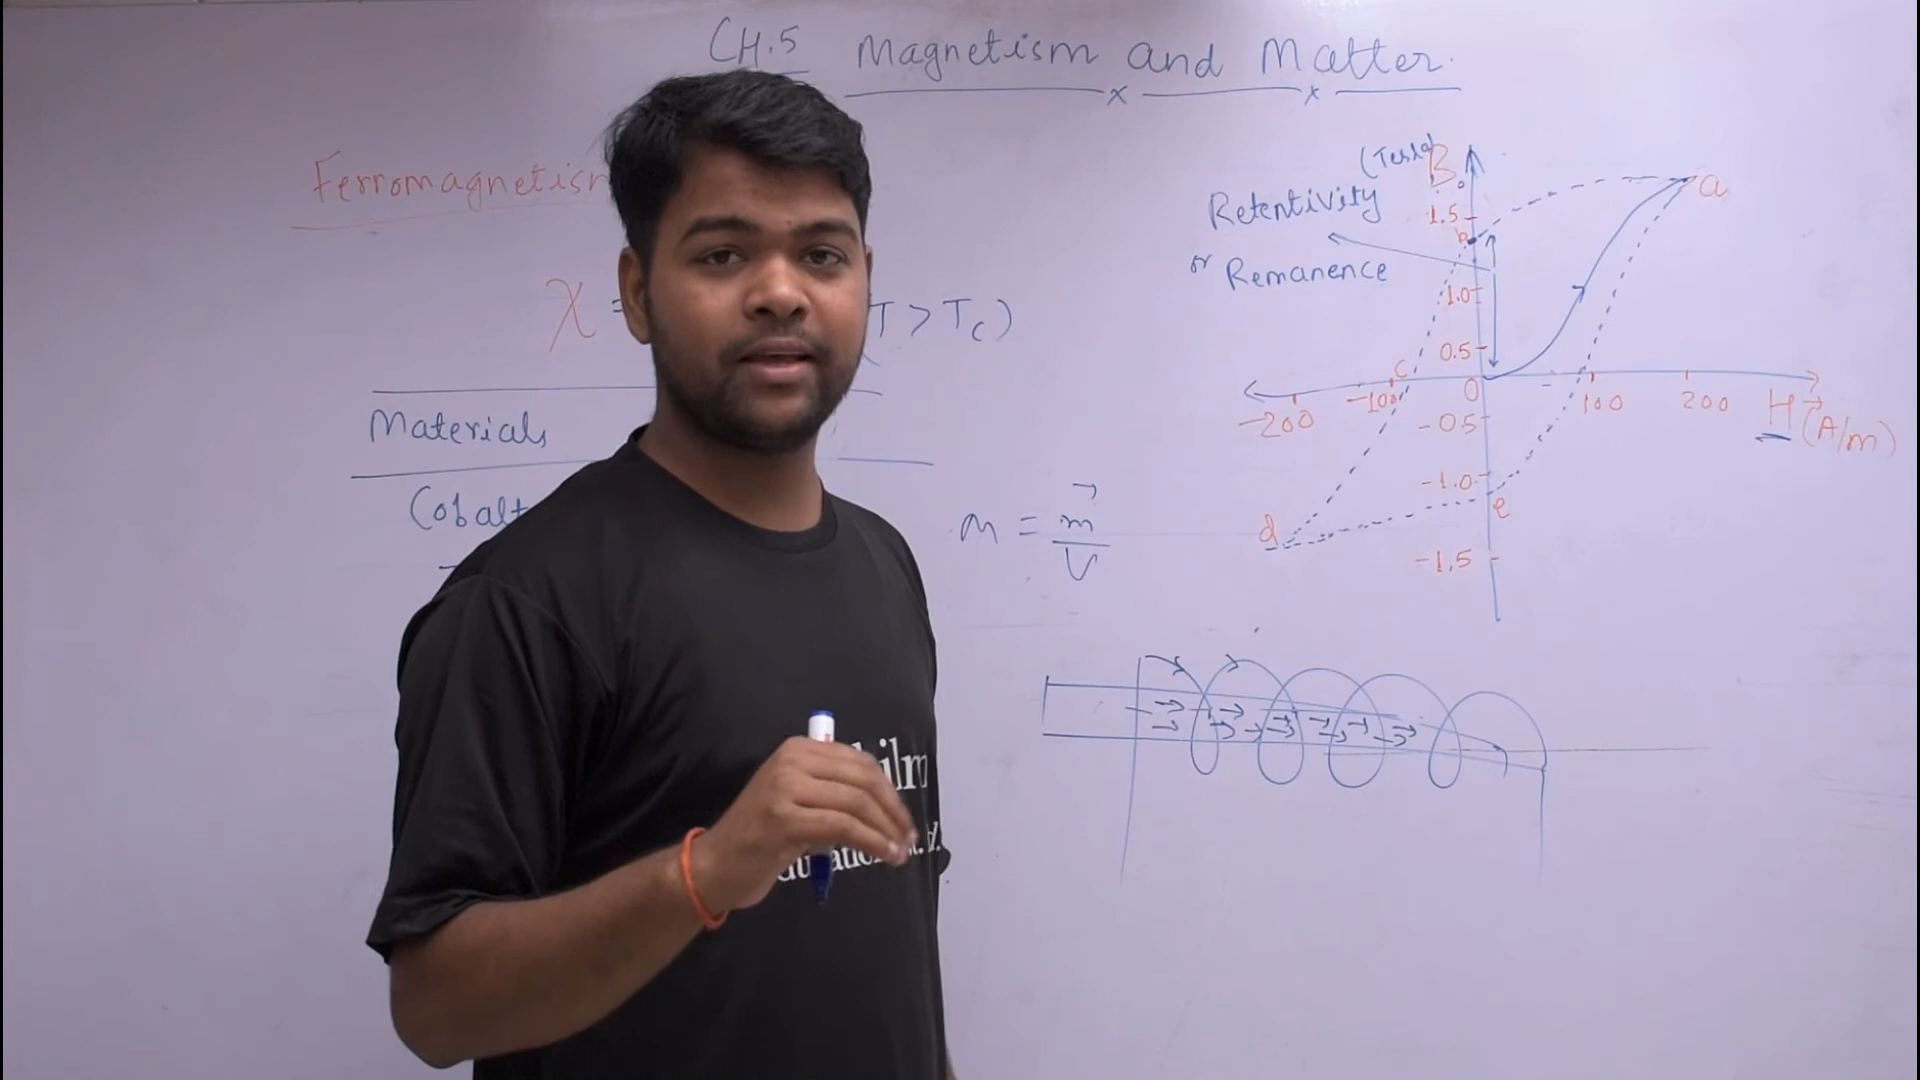 CH.5 Magnetism and Matter.
Ferromagnetism
χ =
(T > Tc)
Materials
Cobalt
M = m
V
(Tesla) B
a
Retentivity
or Remanence
1.5
b
1.0
0.5
c
0
-200 -100 100 200 H (A/m)
-0.5
-1.0
e
d
-1.5